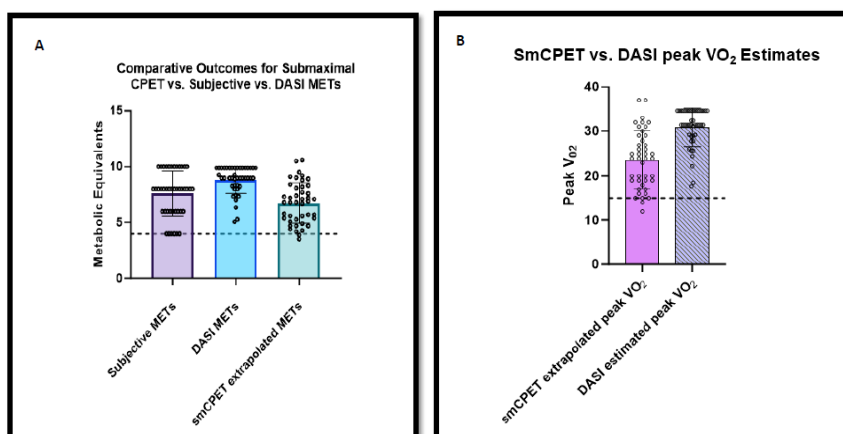 A
Comparative Outcomes for Submaximal
CPET vs. Subjective vs. DASI METs
15
10
5
0
Metabolic Equivalents
Subjective METs
DASI METs
smCPET extrapolated METs
B
SmCPET vs. DASI peak VO₂ Estimates
40
30
20
10
0
Peak V₀₂
smCPET extrapolated peak VO₂
DASI estimated peak VO₂